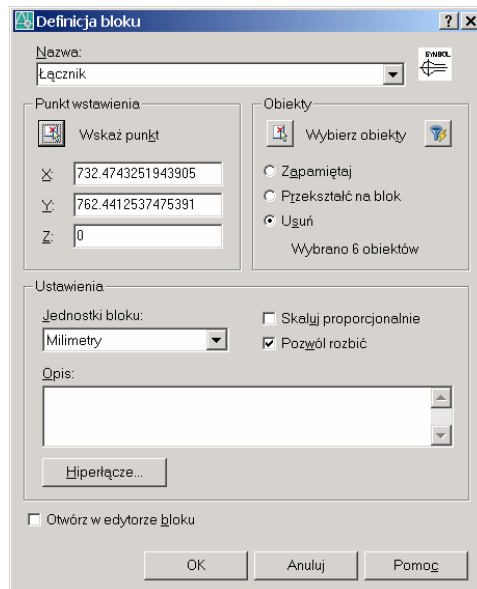 Definicja bloku
Nazwa:
SYMBOL
Łącznik
Punkt wstawienia
Wskaż punkt
X: 732.4743251943905
Y: 762.4412537475391
Z: 0
Obiekty
Wybierz obiekty
Zapamiętaj
Przekształć na blok
Usuń
Wybrano 6 obiektów
Ustawienia
Jednostki bloku:
Milimetry
Skaluj proporcjonalnie
Pozwól rozbić
Opis:
Hiperłącze...
Otwórz w edytorze bloku
OK Anuluj Pomoc